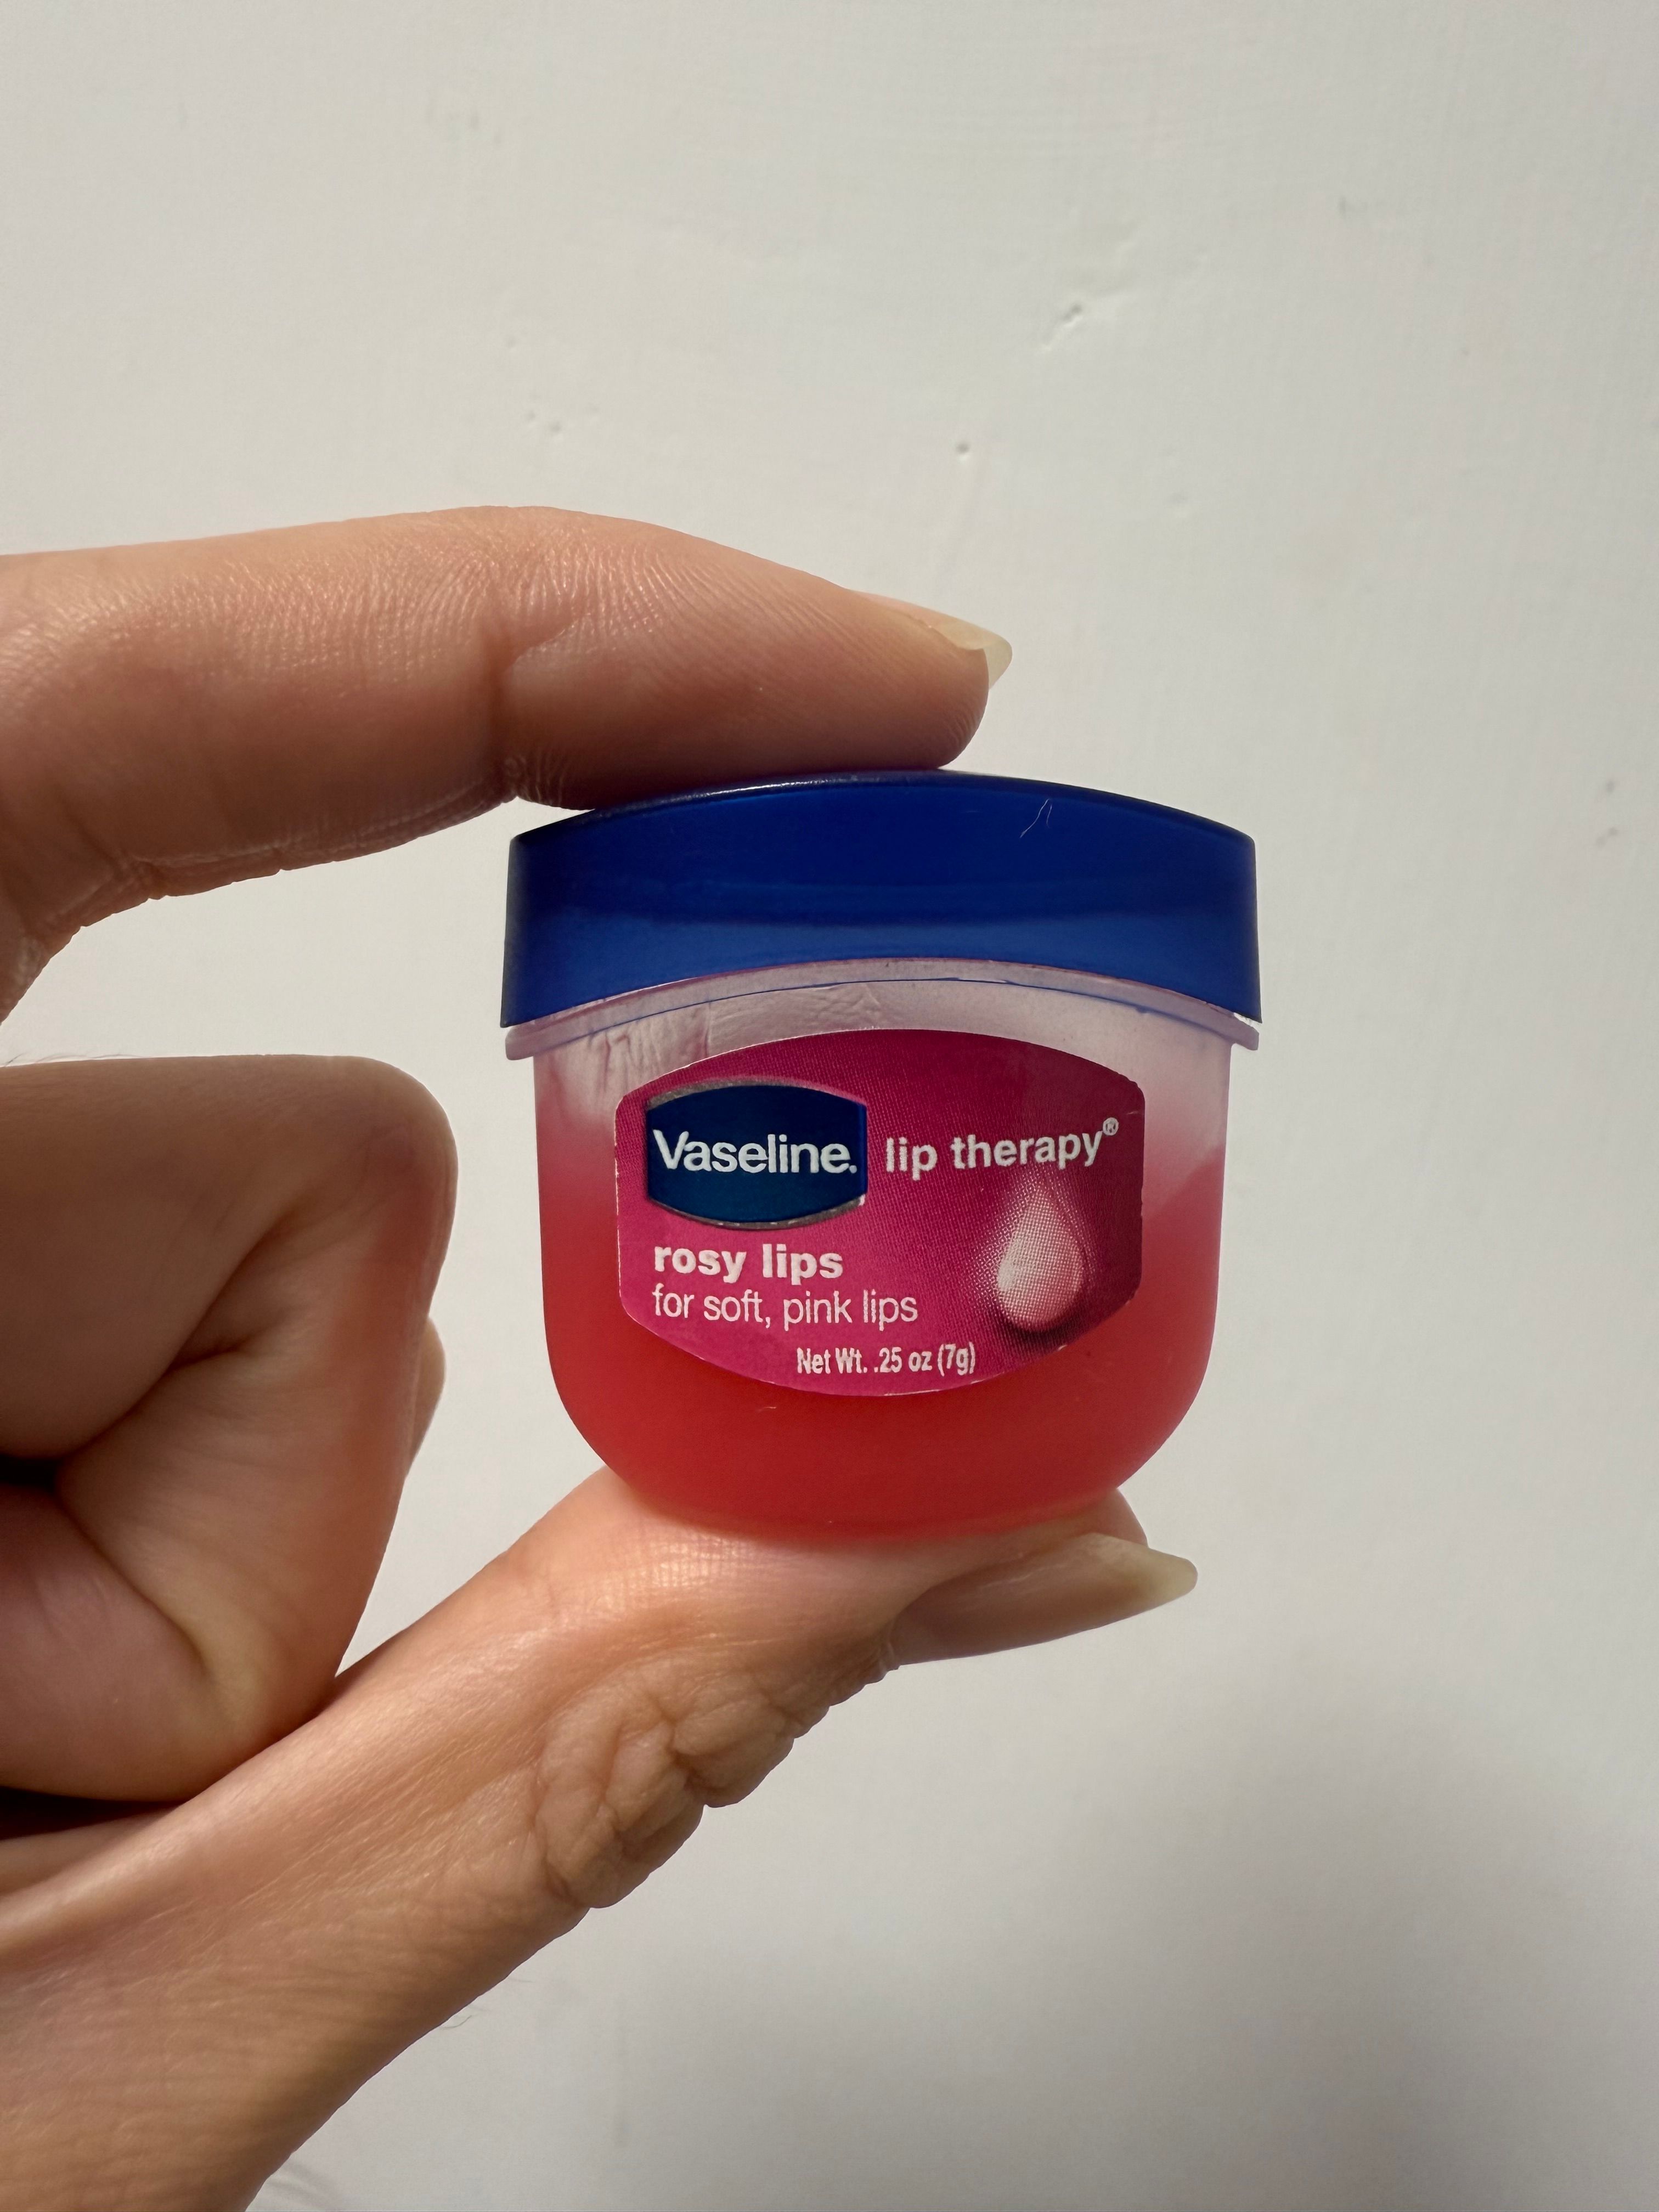 Vaseline. lip therapy®
rosy lips
for soft, pink lips
Net Wt. .25 oz (7g)